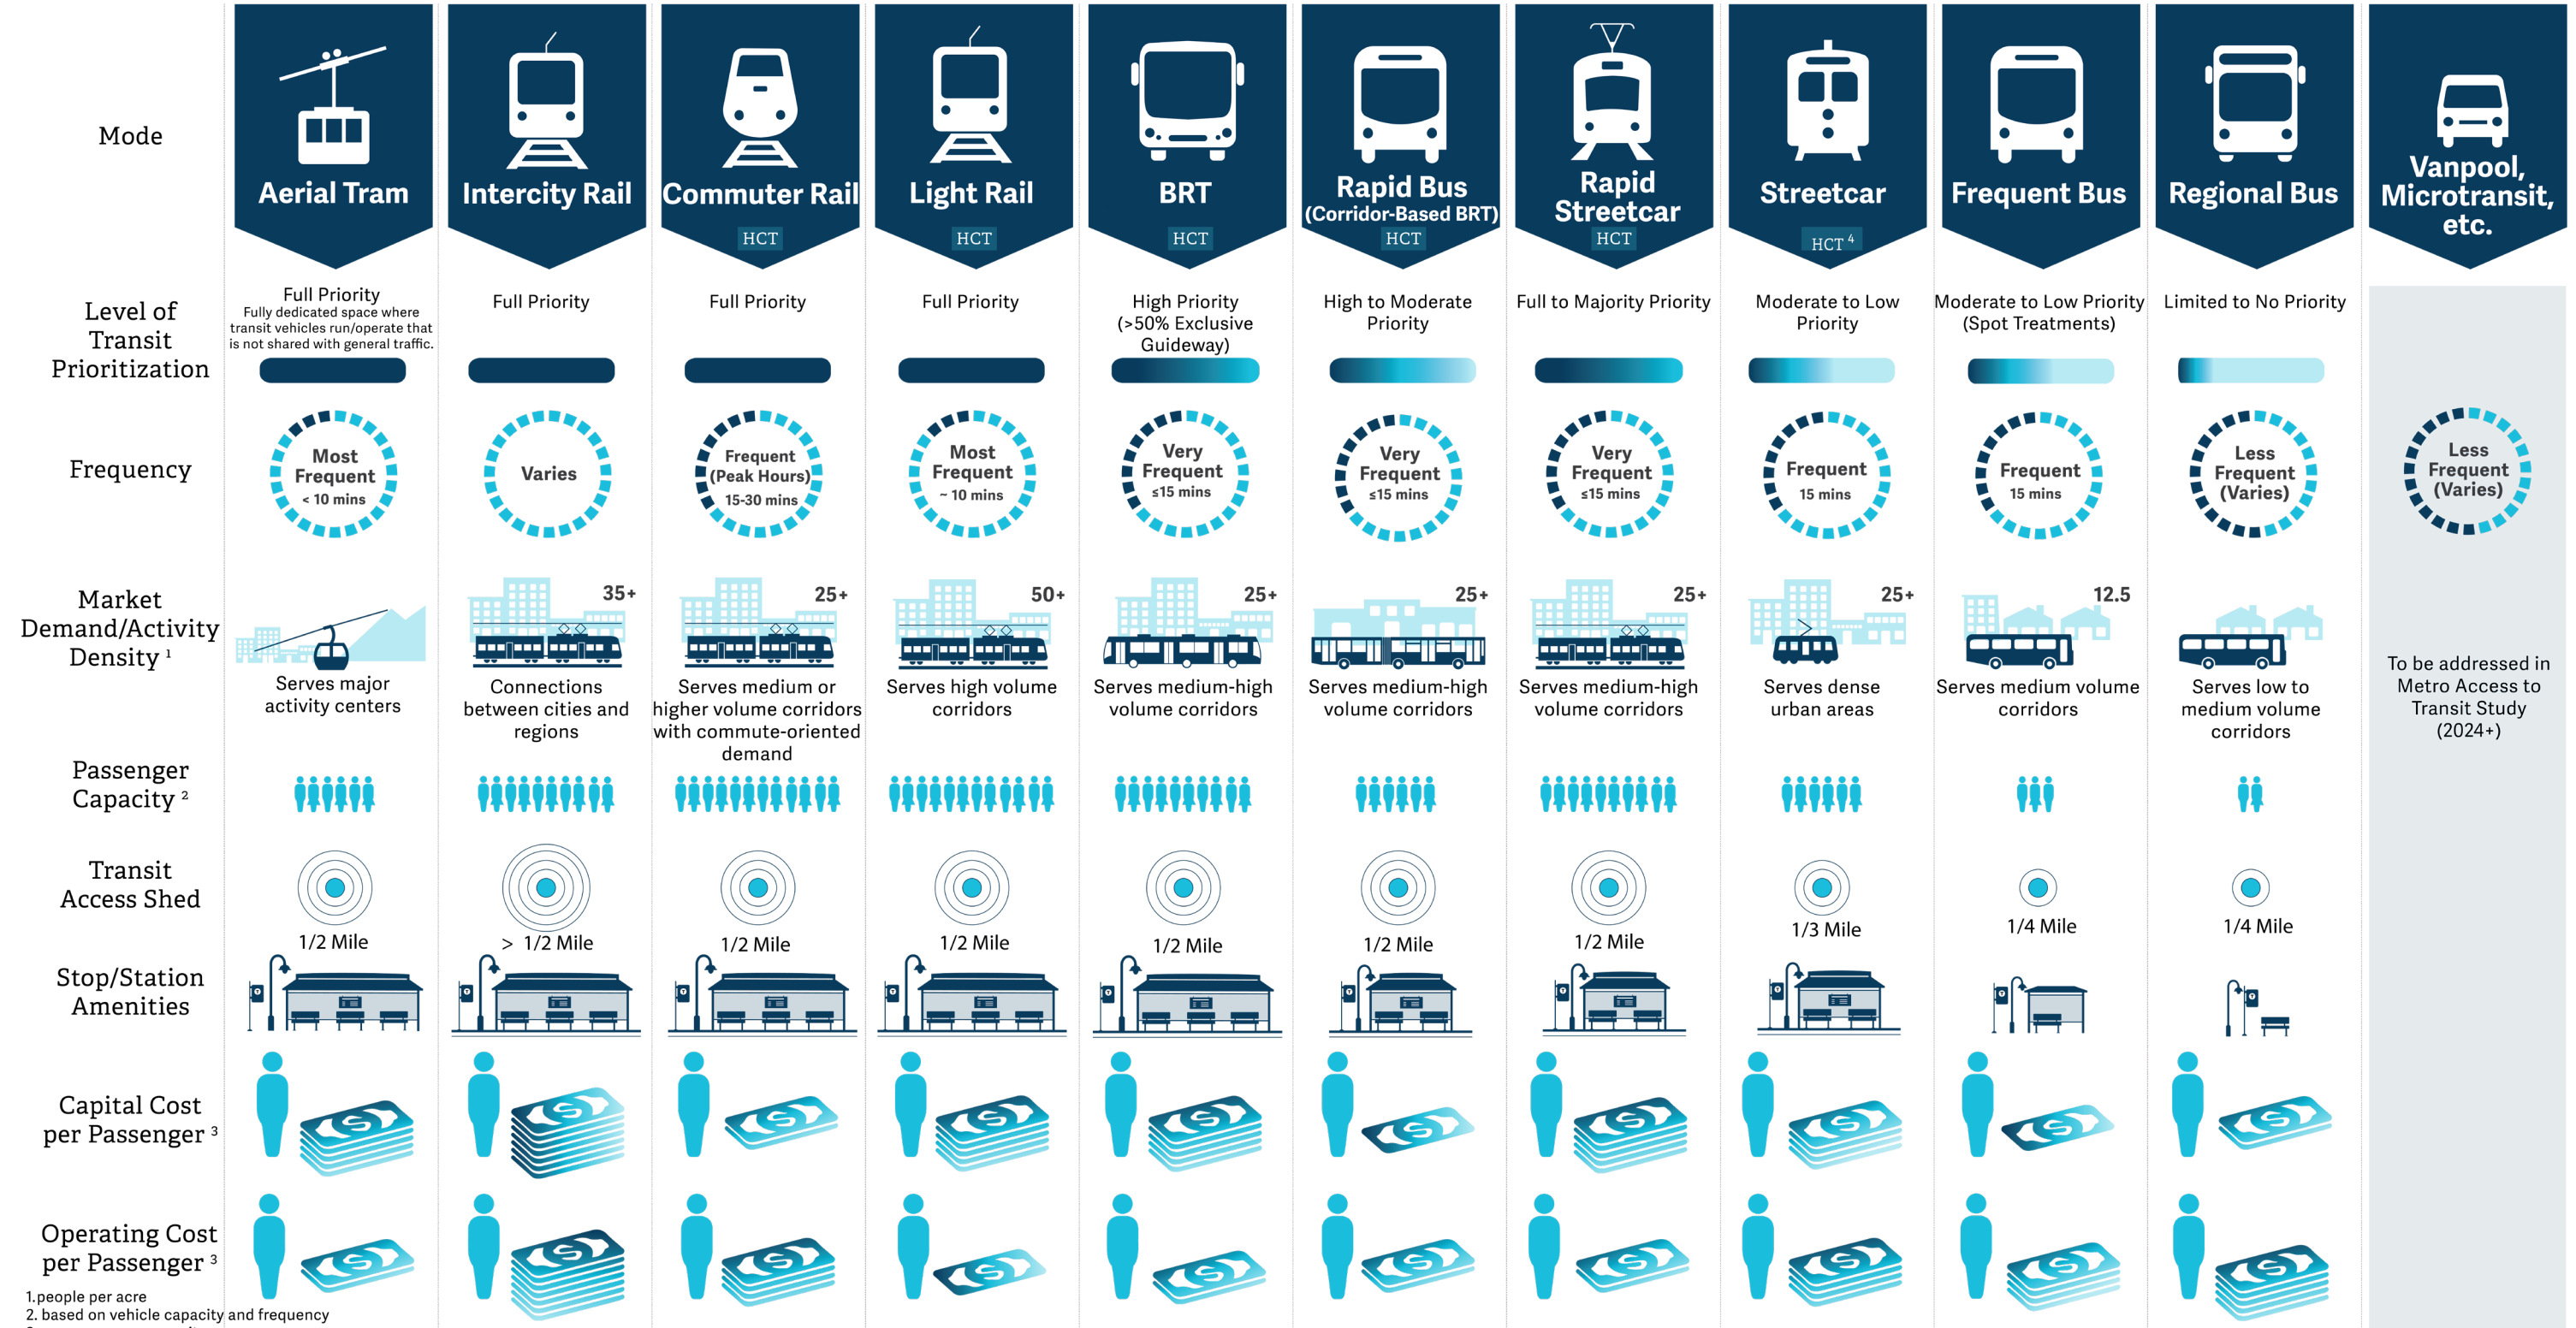 Mode
Aerial Tram
Intercity Rail
Commuter Rail
HCT
Light Rail
HCT
BRT
HCT
Rapid Bus
(Corridor-Based BRT)
HCT
Rapid
Streetcar
HCT
Streetcar
HCT 4
Frequent Bus
Regional Bus
Vanpool,
Microtransit,
etc.
Level of
Transit
Prioritization
Full Priority
Fully dedicated space where
transit vehicles run/operate that
is not shared with general traffic.
Full Priority
Full Priority
Full Priority
High Priority
(>50% Exclusive
Guideway)
High to Moderate
Priority
Full to Majority Priority
Moderate to Low
Priority
Moderate to Low Priority
(Spot Treatments)
Limited to No Priority
Frequency
Most
Frequent
< 10 mins
Varies
Frequent
(Peak Hours)
15-30 mins
Most
Frequent
~ 10 mins
Very
Frequent
≤15 mins
Very
Frequent
≤15 mins
Very
Frequent
≤15 mins
Frequent
15 mins
Frequent
15 mins
Less
Frequent
(Varies)
Less
Frequent
(Varies)
Market
Demand/Activity
Density 1
Serves major
activity centers
35+
Connections
between cities and
regions
25+
Serves medium or
higher volume corridors
with commute-oriented
demand
50+
Serves high volume
corridors
25+
Serves medium-high
volume corridors
25+
Serves medium-high
volume corridors
25+
Serves medium-high
volume corridors
25+
Serves dense
urban areas
12.5
Serves medium volume
corridors
Serves low to
medium volume
corridors
To be addressed in
Metro Access to
Transit Study
(2024+)
Passenger
Capacity 2
Transit
Access Shed
1/2 Mile
> 1/2 Mile
1/2 Mile
1/2 Mile
1/2 Mile
1/2 Mile
1/2 Mile
1/3 Mile
1/4 Mile
1/4 Mile
Stop/Station
Amenities
Capital Cost
per Passenger 3
$
$
$
$
$
$
$
$
$
$
Operating Cost
per Passenger 3
$
$
$
$
$
$
$
$
$
$
1. people per acre
2. based on vehicle capacity and frequency